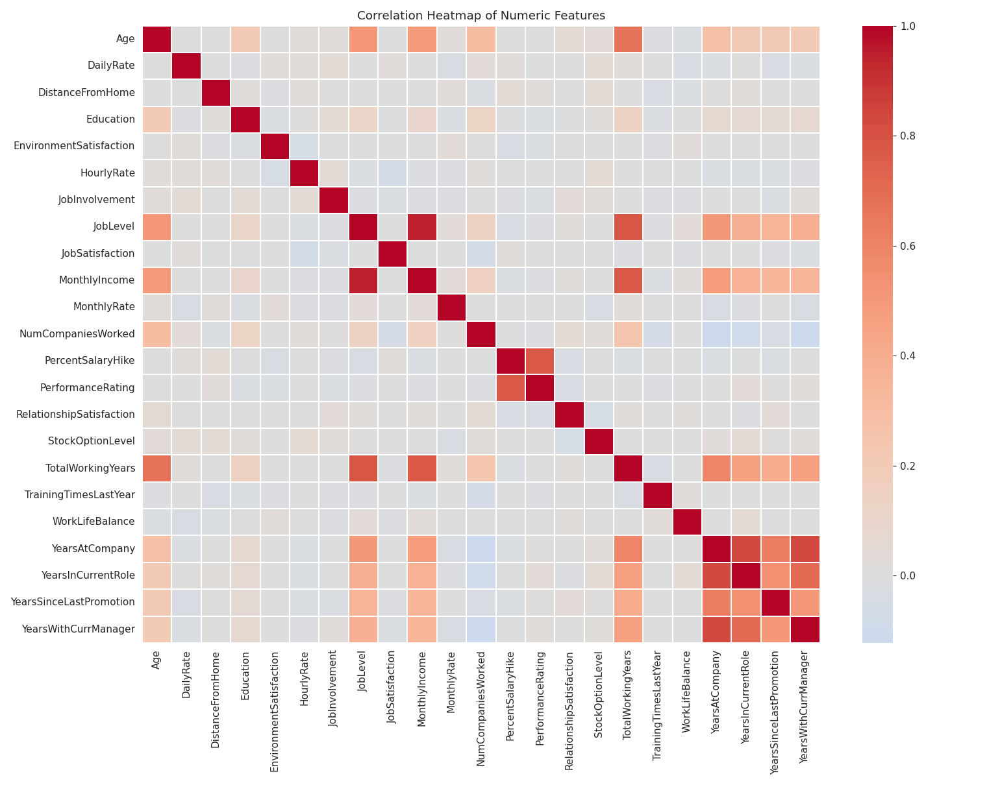 Correlation Heatmap of Numeric Features
Age
DailyRate
DistanceFromHome
Education
EnvironmentSatisfaction
HourlyRate
JobInvolvement
JobLevel
JobSatisfaction
MonthlyIncome
MonthlyRate
NumCompaniesWorked
PercentSalaryHike
PerformanceRating
RelationshipSatisfaction
StockOptionLevel
TotalWorkingYears
TrainingTimesLastYear
WorkLifeBalance
YearsAtCompany
YearsInCurrentRole
YearsSinceLastPromotion
YearsWithCurrManager
Age
DailyRate
DistanceFromHome
Education
EnvironmentSatisfaction
HourlyRate
JobInvolvement
JobLevel
JobSatisfaction
MonthlyIncome
MonthlyRate
NumCompaniesWorked
PercentSalaryHike
PerformanceRating
RelationshipSatisfaction
StockOptionLevel
TotalWorkingYears
TrainingTimesLastYear
WorkLifeBalance
YearsAtCompany
YearsInCurrentRole
YearsSinceLastPromotion
YearsWithCurrManager
1.0
0.8
0.6
0.4
0.2
0.0